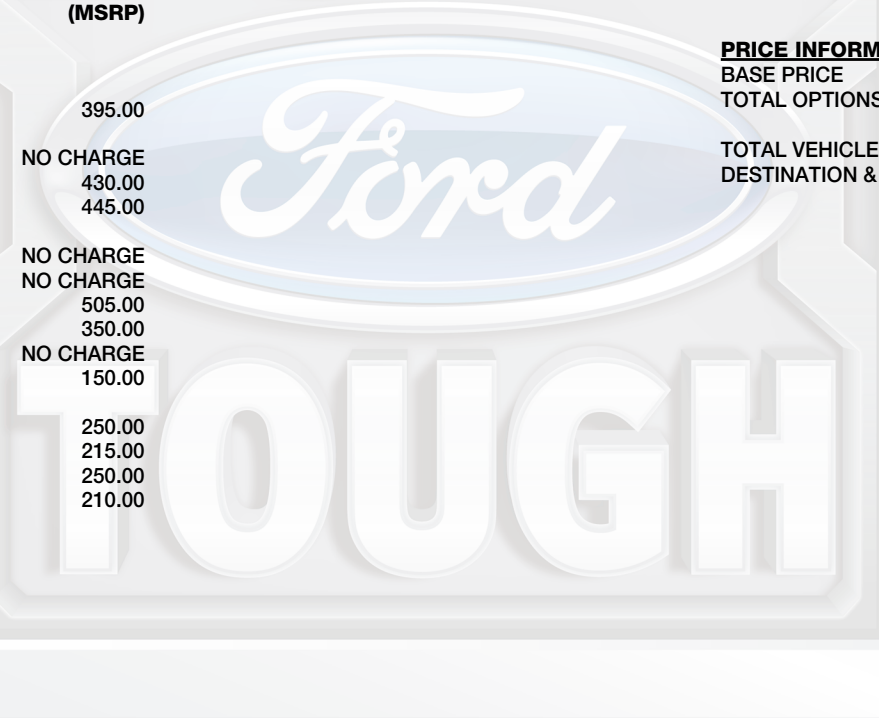 (MSRP)
395.00
NO CHARGE
430.00
445.00
NO CHARGE
NO CHARGE
505.00
350.00
NO CHARGE
150.00
250.00
215.00
250.00
210.00
PRICE INFORM
BASE PRICE
TOTAL OPTIONS
TOTAL VEHICLE
DESTINATION &
Ford
TOUGH